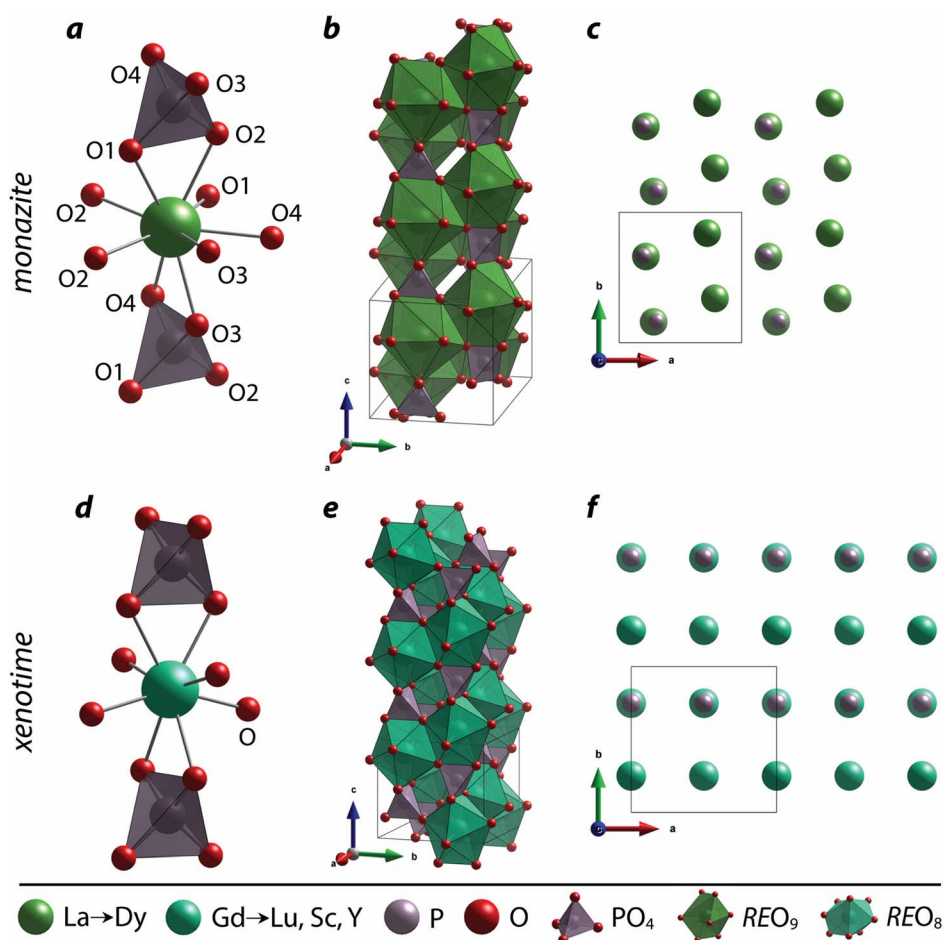 a
b
c
monazite
O4
O3
O1
O2
O2
O1
O4
O2
O3
O4
O3
O1
O2
c
b
a
b
c
a
d
e
f
xenotime
O
c
b
a
b
c
a
La→Dy
Gd→Lu, Sc, Y
P
O
PO4
REO9
REO8